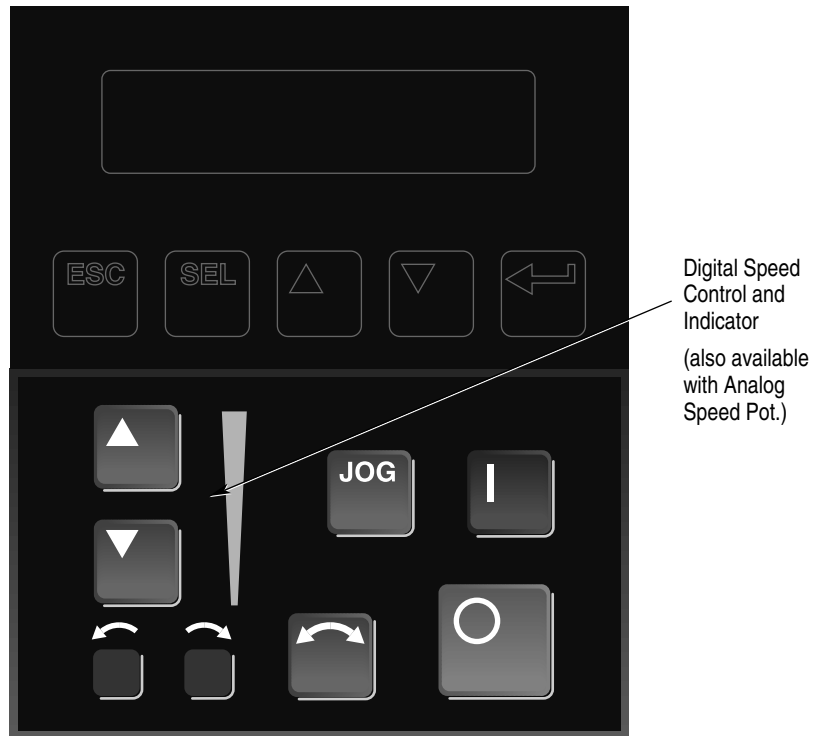 ESC SEL
Digital Speed
Control and
Indicator
(also available
with Analog
Speed Pot.)
JOG